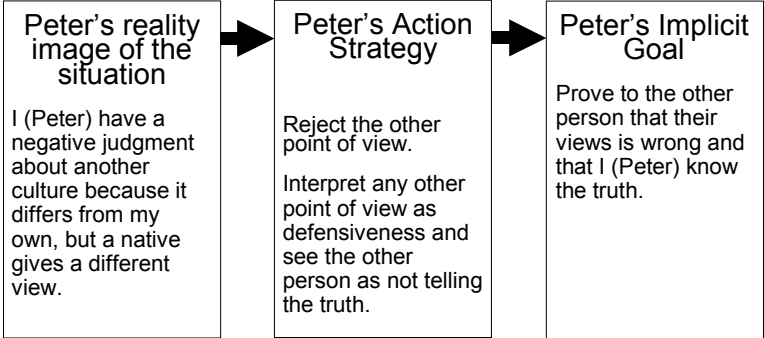 Peter's reality
image of the
situation
I (Peter) have a
negative judgment
about another
culture because it
differs from my
own, but a native
gives a different
view.
Peter's Action
Strategy
Reject the other
point of view.
Interpret any other
point of view as
defensiveness and
see the other
person as not telling
the truth.
Peter's Implicit
Goal
Prove to the other
person that their
views is wrong and
that I (Peter) know
the truth.